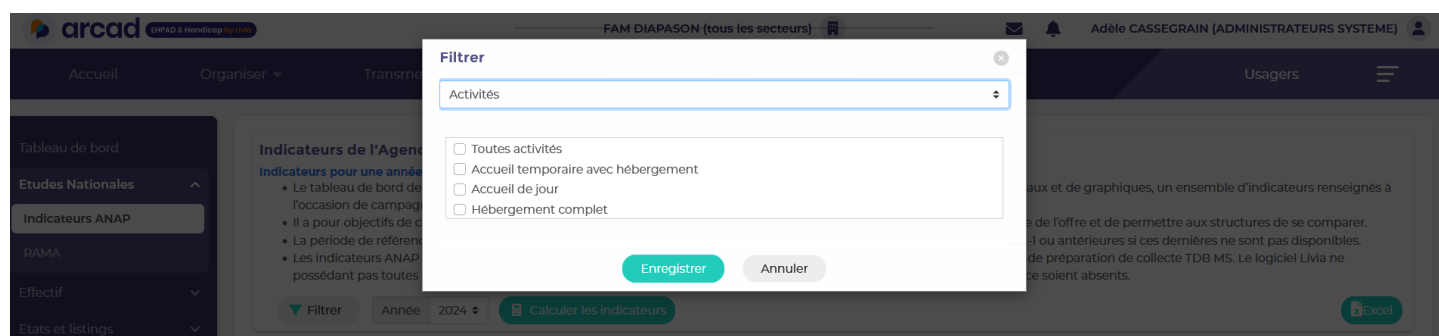 arcad EHPAD & Handicap by Livia
FAM DIAPASON (tous les secteurs)
Adèle CASSEGRAIN (ADMINISTRATEURS SYSTEME)
Accueil
Organiser
Transme
Usagers
Filtrer
Activités
Toutes activités
Accueil temporaire avec hébergement
Accueil de jour
Hébergement complet
Enregistrer
Annuler
Tableau de bord
Etudes Nationales
Indicateurs ANAP
RAMA
Effectif
Etats et listings
Indicateurs de l'Agenc
Indicateurs pour une année
• Le tableau de bord de
aux et de graphiques, un ensemble d'indicateurs renseignés à
l'occasion de campag
• Il a pour objectifs de c
e de l'offre et de permettre aux structures de se comparer.
• La période de référenc
-1 ou antérieures si ces dernières ne sont pas disponibles.
• Les indicateurs ANAP
de préparation de collecte TDB MS. Le logiciel Livia ne
possédant pas toutes
ce soient absents.
Filtrer
Année
2024
Calculer les indicateurs
Excel